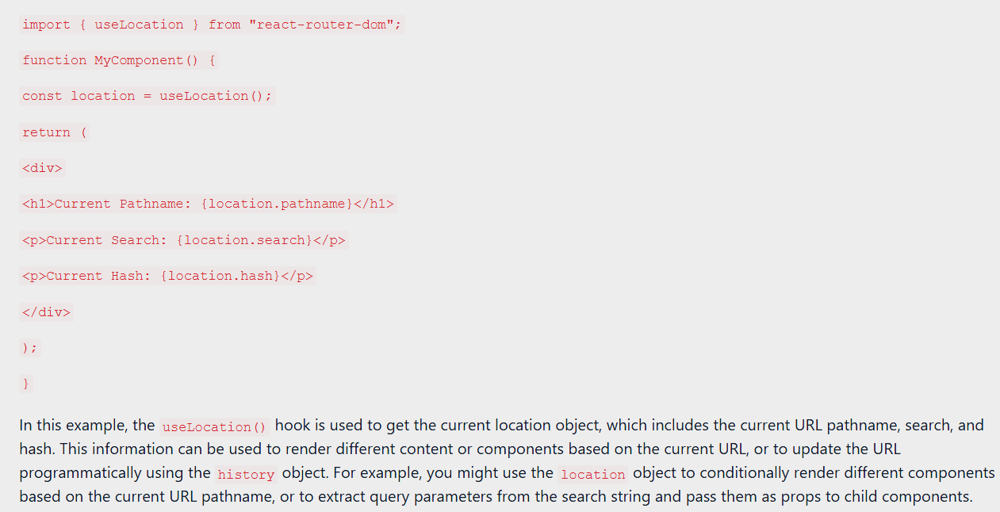 import { useLocation } from "react-router-dom";
function MyComponent() {
const location = useLocation();
return (
<div>
<h1>Current Pathname: {location.pathname}</h1>
<p>Current Search: {location.search}</p>
<p>Current Hash: {location.hash}</p>
</div>
);
}
In this example, the useLocation() hook is used to get the current location object, which includes the current URL pathname, search, and
hash. This information can be used to render different content or components based on the current URL, or to update the URL
programmatically using the history object. For example, you might use the location object to conditionally render different components
based on the current URL pathname, or to extract query parameters from the search string and pass them as props to child components.